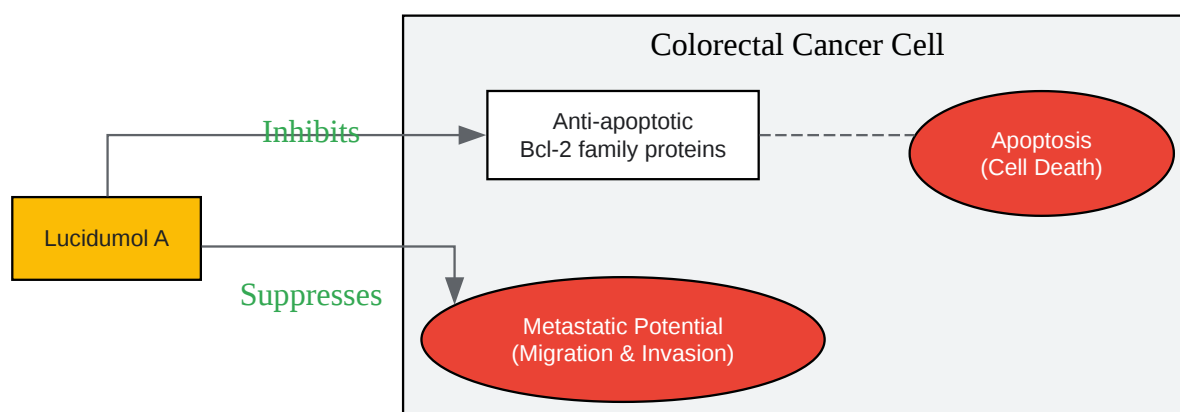 Colorectal Cancer Cell
Inhibits
Anti-apoptotic
Bcl-2 family proteins
Apoptosis
(Cell Death)
Lucidumol A
Suppresses
Metastatic Potential
(Migration & Invasion)